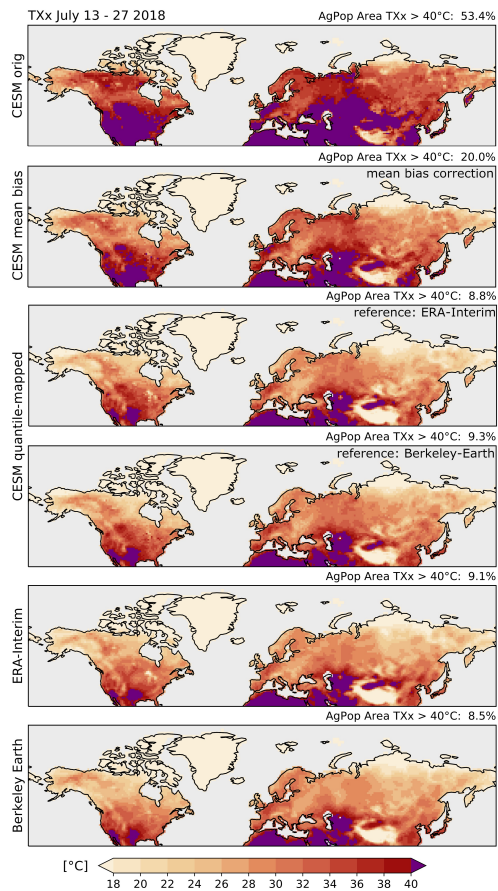 TXx July 13 - 27 2018
AgPop Area TXx > 40°C: 53.4%
CESM orig
AgPop Area TXx > 40°C: 20.0%
mean bias correction
CESM mean bias
AgPop Area TXx > 40°C: 8.8%
reference: ERA-Interim
CESM quantile-mapped
AgPop Area TXx > 40°C: 9.3%
reference: Berkeley-Earth
AgPop Area TXx > 40°C: 9.1%
ERA-Interim
AgPop Area TXx > 40°C: 8.5%
Berkeley Earth
[°C]
18 20 22 24 26 28 30 32 34 36 38 40